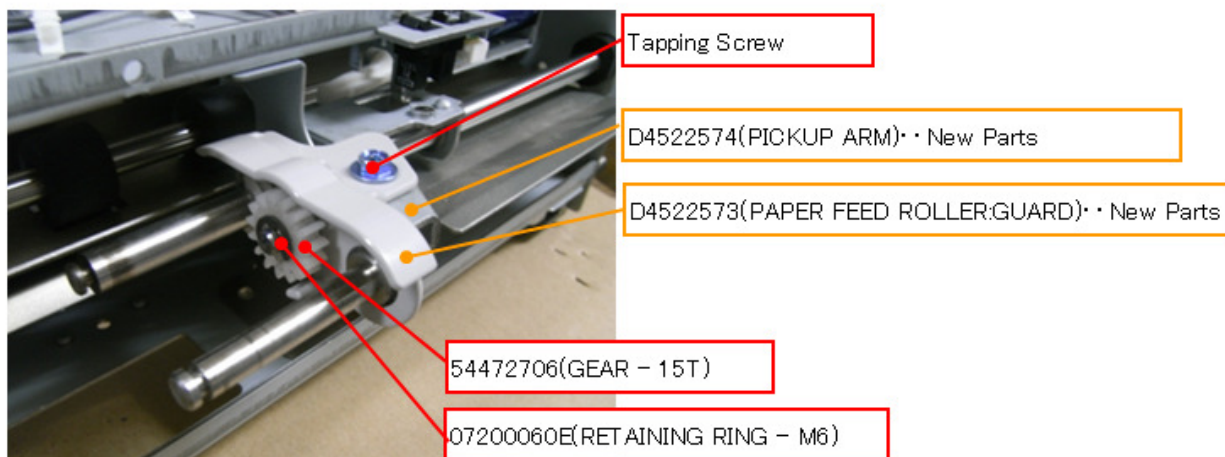 Tapping Screw
D4522574(PICKUP ARM)・・New Parts
D4522573(PAPER FEED ROLLER:GUARD)・・New Parts
54472706(GEAR - 15T)
07200060E(RETAINING RING - M6)